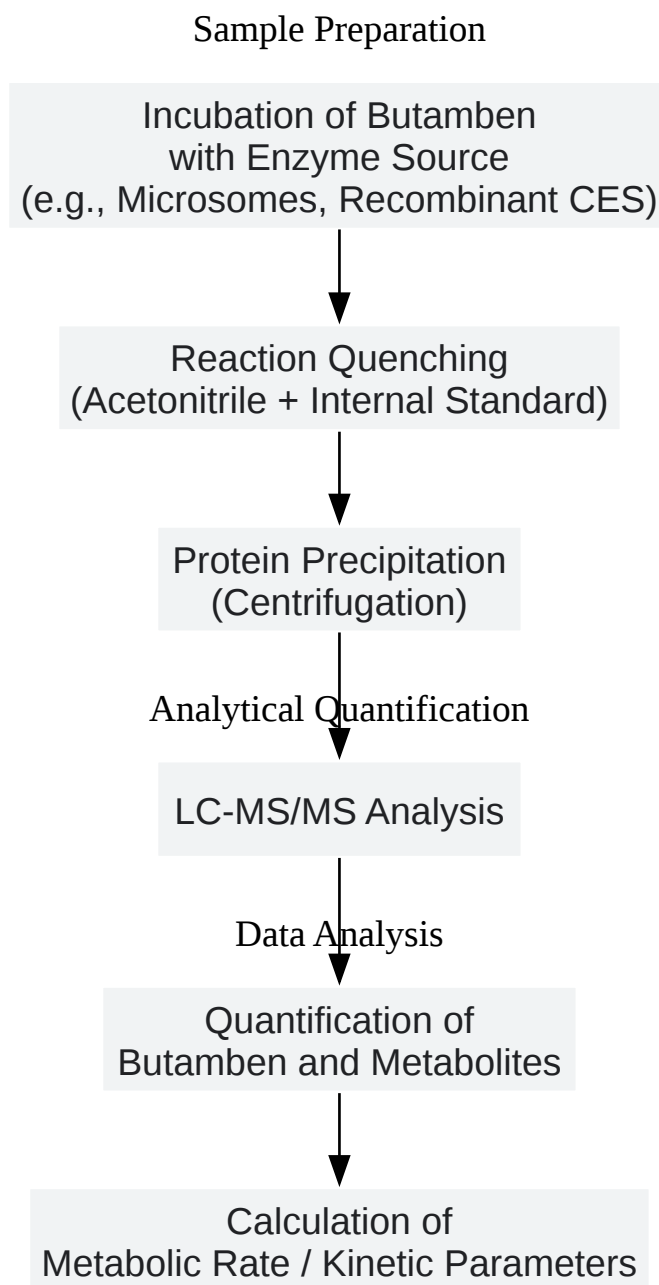 Sample Preparation
Incubation of Butamben
with Enzyme Source
(e.g., Microsomes, Recombinant CES)
Reaction Quenching
(Acetonitrile + Internal Standard)
Protein Precipitation
(Centrifugation)
Analytical Quantification
LC-MS/MS Analysis
Data Analysis
Quantification of
Butamben and Metabolites
Calculation of
Metabolic Rate / Kinetic Parameters